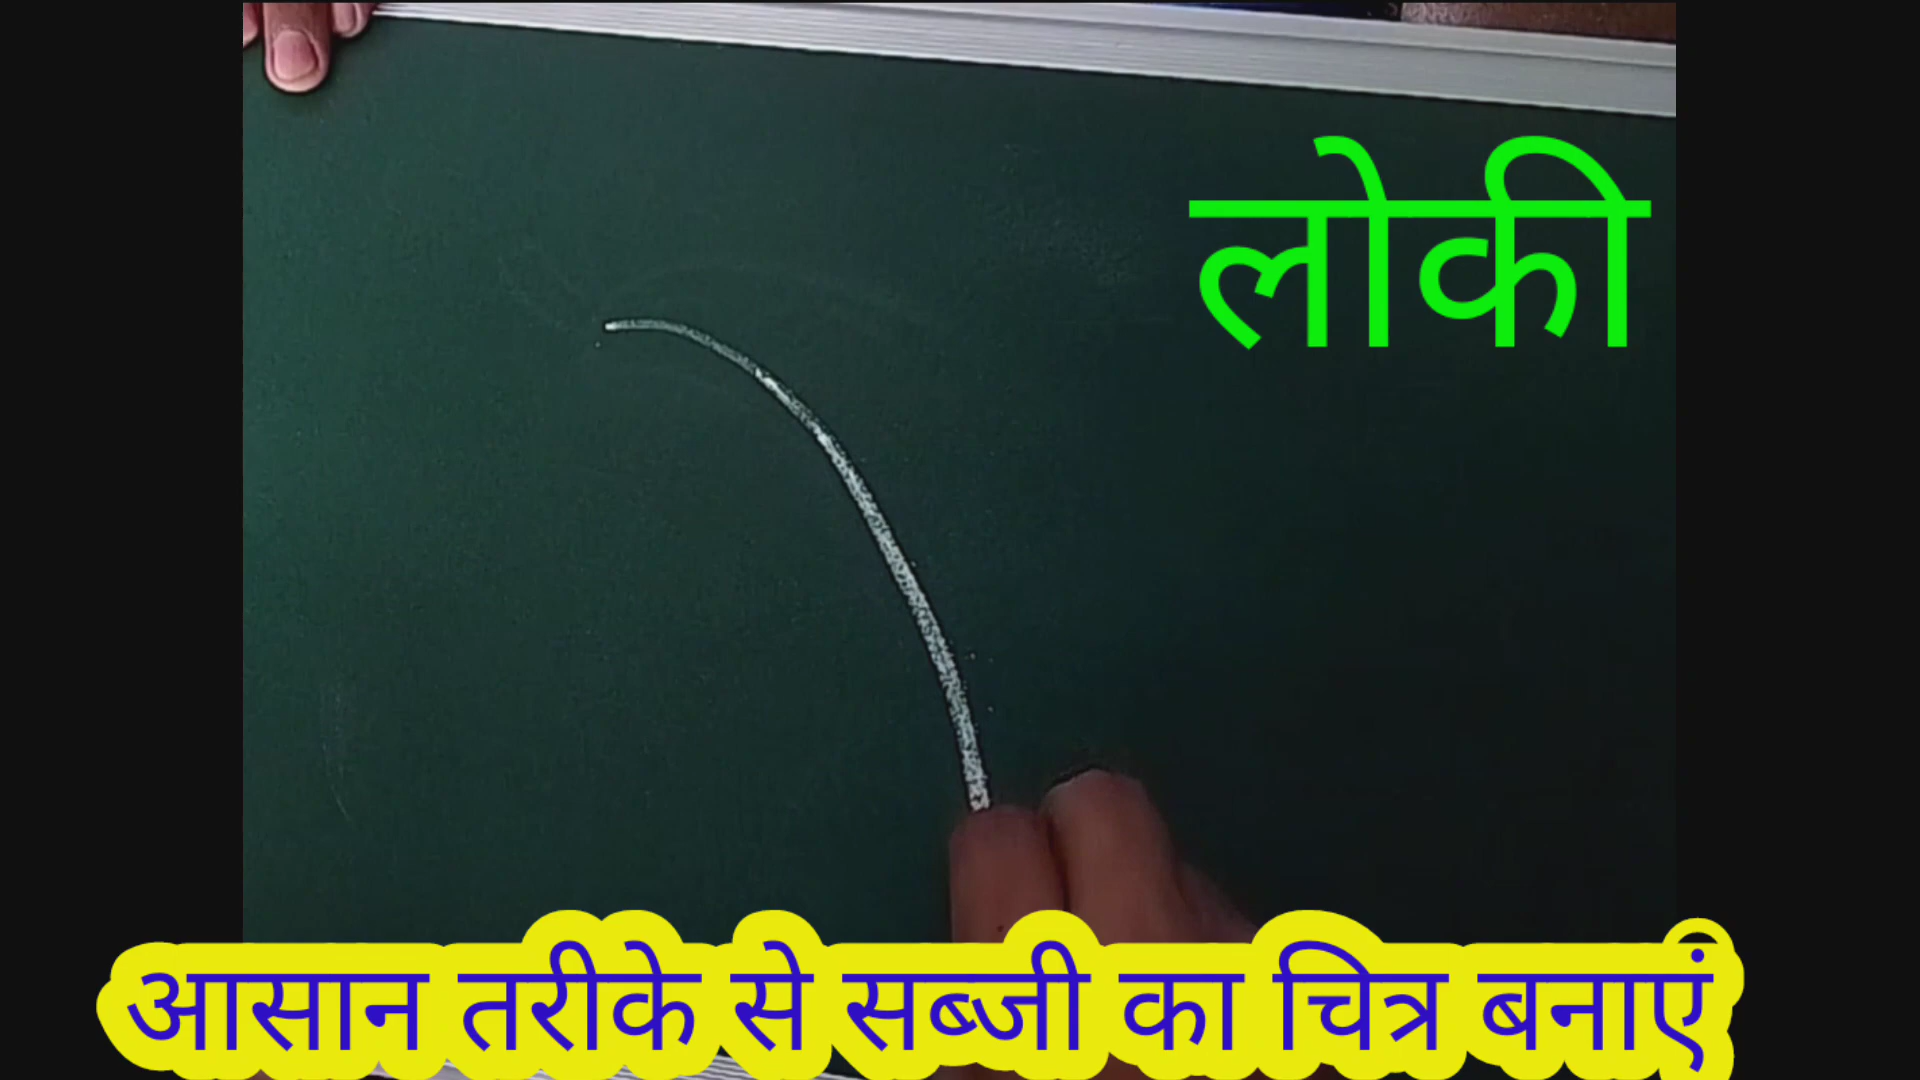 लोकी
आसान तरीके से सब्जी का चित्र बनाएं